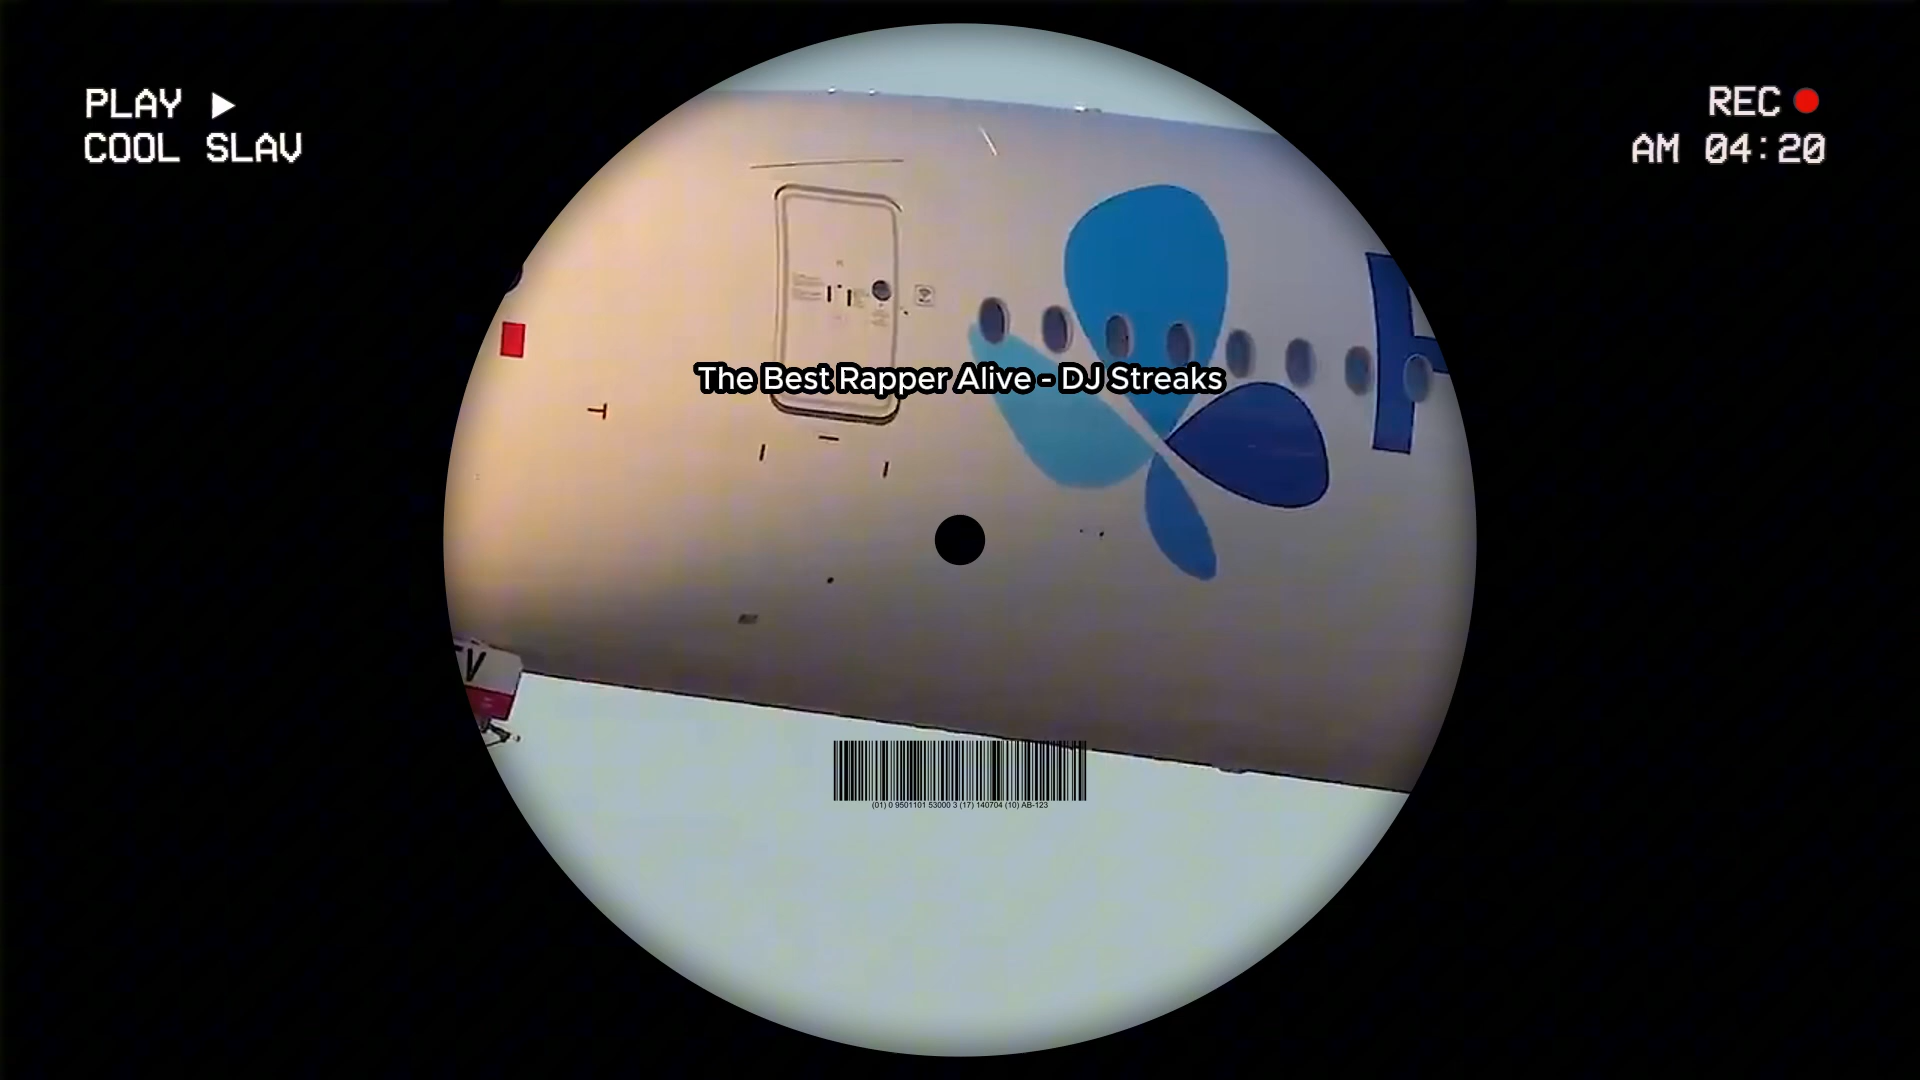 PLAY
COOL SLAV
REC
AM 04:20
The Best Rapper Alive - DJ Streaks
(01) 0 9501101 53000 3 (17) 140704 (10) AB-123